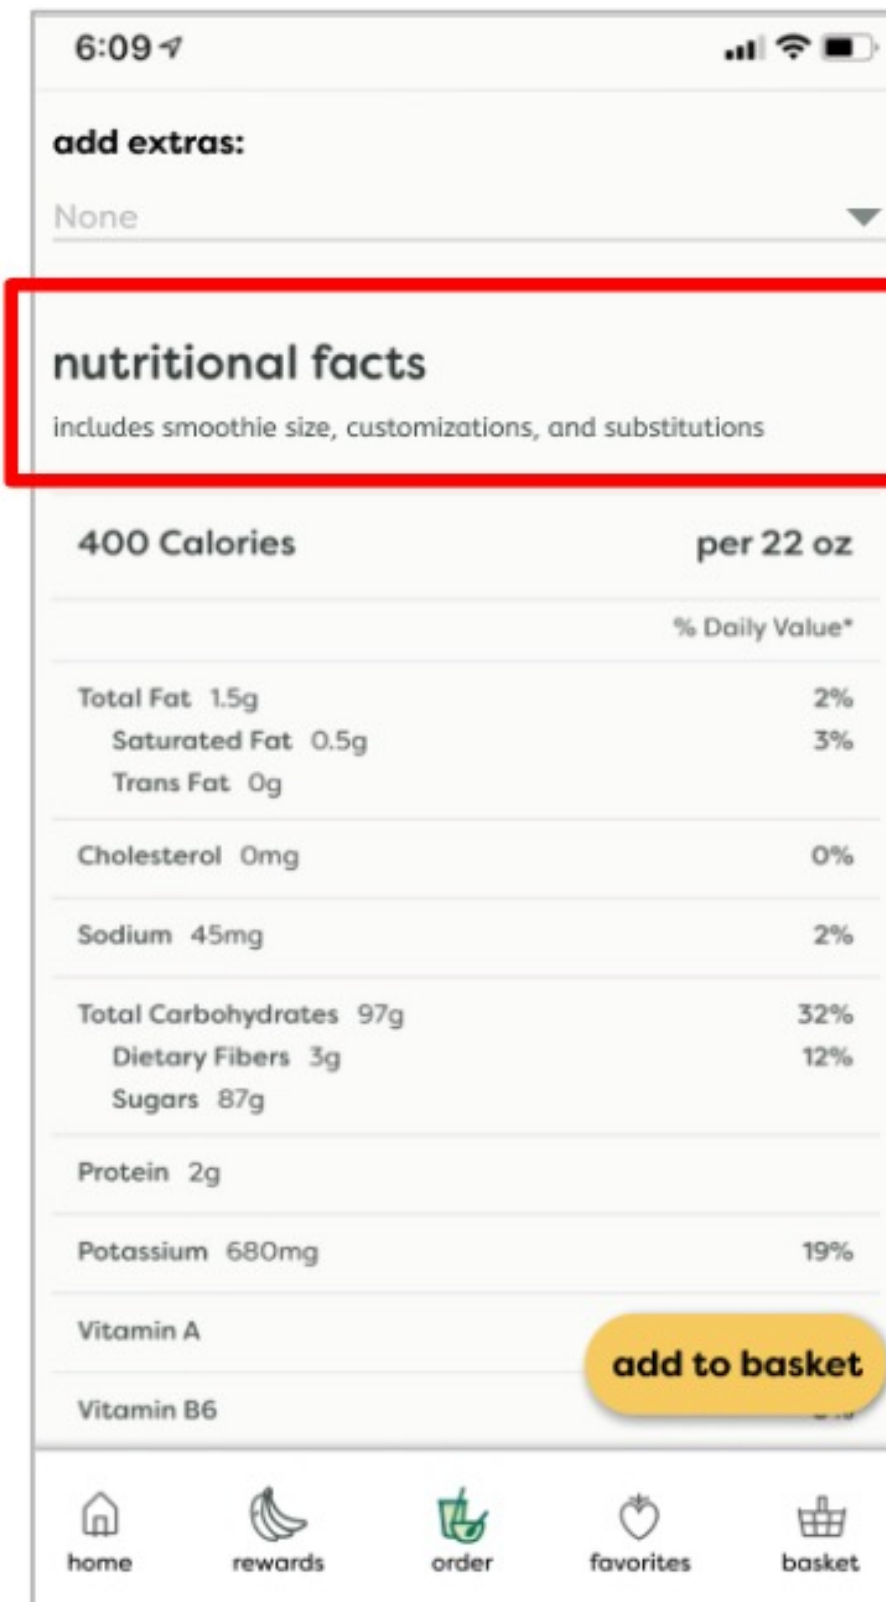 6:09
add extras:
None
nutritional facts
includes smoothie size, customizations, and substitutions
400 Calories per 22 oz
% Daily Value*
Total Fat 1.5g 2%
Saturated Fat 0.5g 3%
Trans Fat 0g
Cholesterol 0mg 0%
Sodium 45mg 2%
Total Carbohydrates 97g 32%
Dietary Fibers 3g 12%
Sugars 87g
Protein 2g
Potassium 680mg 19%
Vitamin A
add to basket
Vitamin B6
home rewards order favorites basket